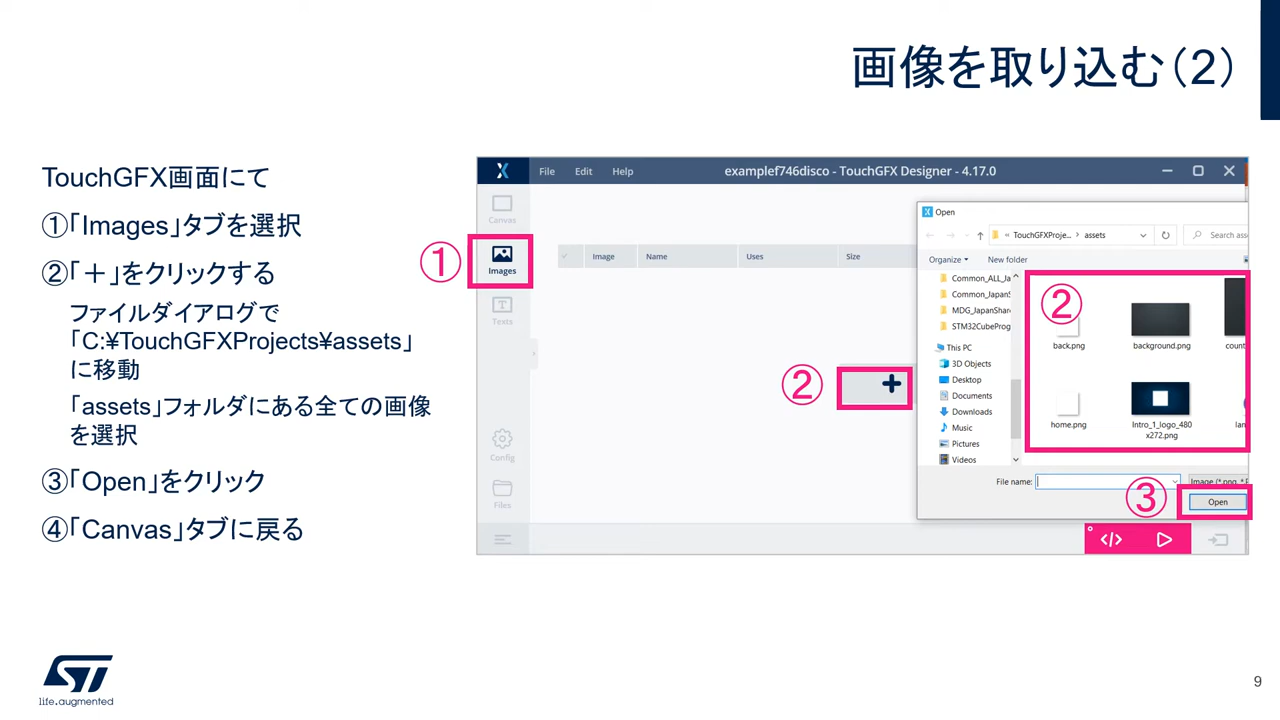 画像を取り込む(2)
TouchGFX画面にて
①「Images」タブを選択
②「＋」をクリックする
ファイルダイアログで
「C:¥TouchGFXProjects¥assets」
に移動
「assets」フォルダにある全ての画像
を選択
③「Open」をクリック
④「Canvas」タブに戻る
File Edit Help
examplef746disco - TouchGFX Designer - 4.17.0
Canvas
①
Images
Texts
Config
Files
Image Name Uses Size
②
+
Open
« TouchGFXProje... › assets
Search ass
Organize
New folder
Common_ALL_Ja
Common_JapanS
MDG_JapanShar
STM32CubeProg
This PC
3D Objects
Desktop
Documents
Downloads
Music
Pictures
Videos
②
back.png
background.png
count
home.png
Intro_1_logo_480
x272.png
lan
File name:
Image (*.png, *.
③
Open
</>
ST
life.augmented
9